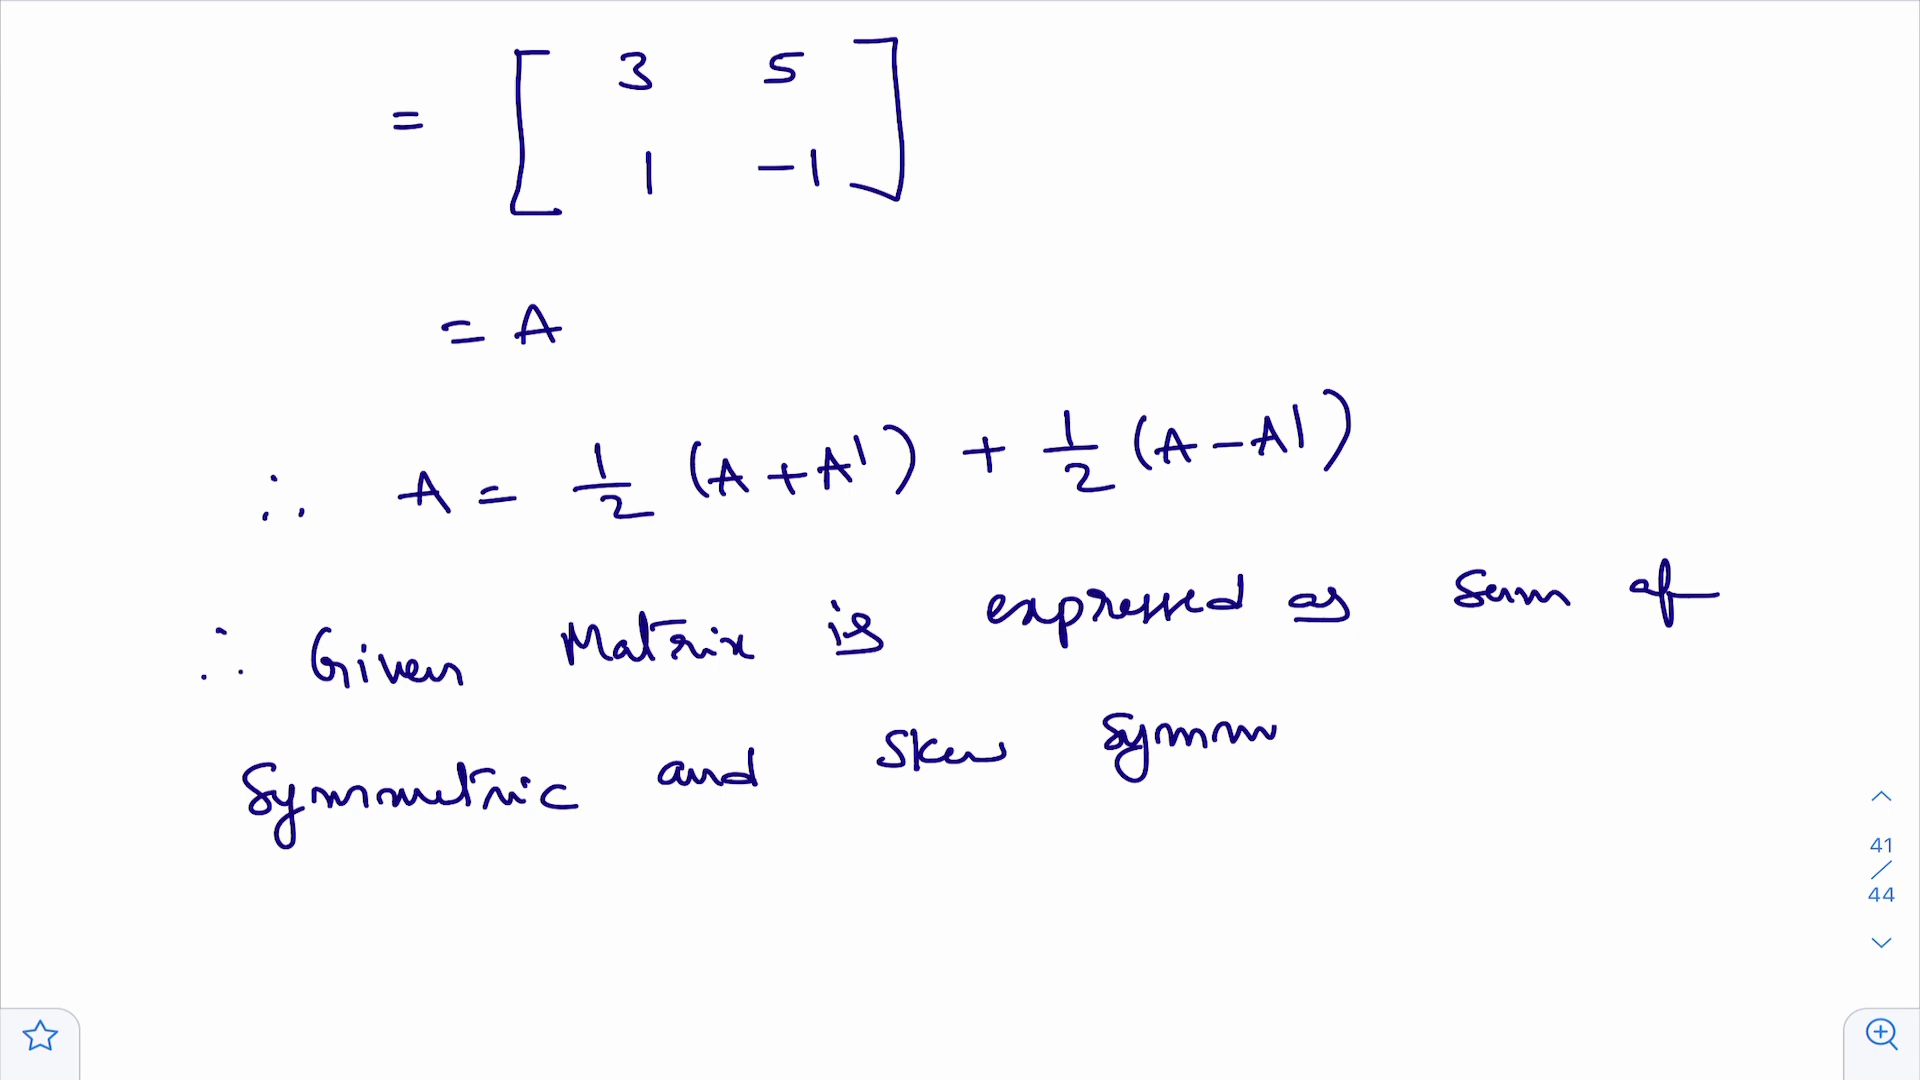 = [ 3 5
1 -1 ]
= A
∴ A = 1/2 (A + A') + 1/2 (A - A')
∴ Given Matrix is expressed as sum of
Symmetric and Skew Symm
41
/
44